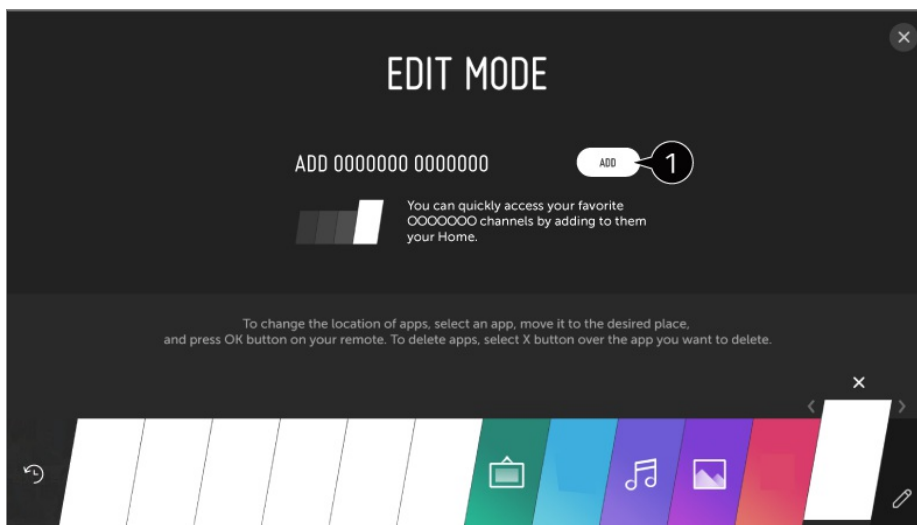 EDIT MODE
ADD OOOOOOO OOOOOOO
ADD
1
You can quickly access your favorite
OOOOOOO channels by adding to them
your Home.
To change the location of apps, select an app, move it to the desired place,
and press OK button on your remote. To delete apps, select X button over the app you want to delete.